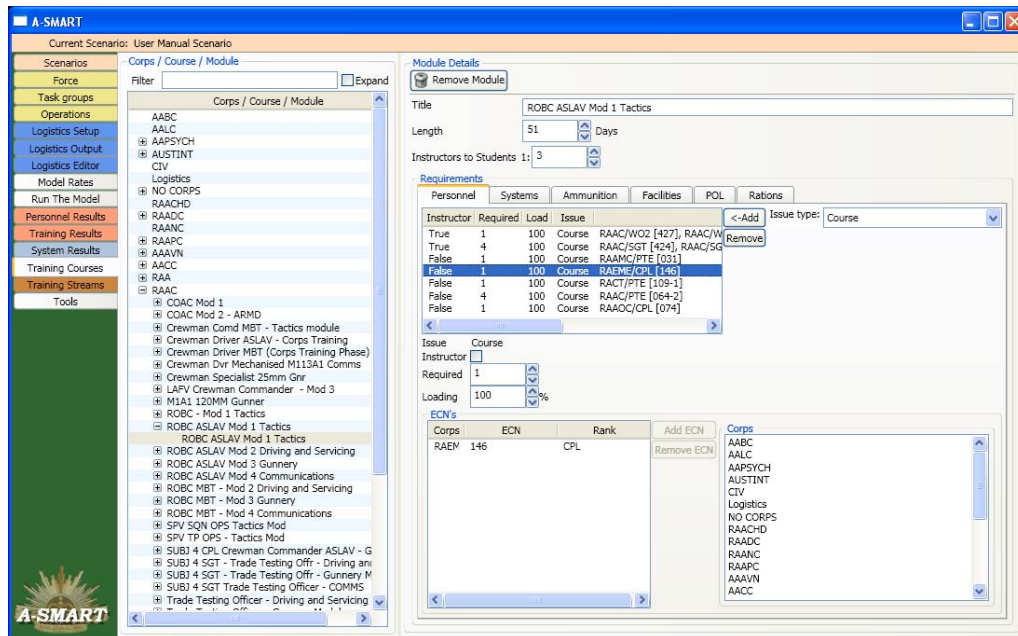 A-SMART
Current Scenario: User Manual Scenario
Scenarios
Force
Task groups
Operations
Logistics Setup
Logistics Output
Logistics Editor
Model Rates
Run The Model
Personnel Results
Training Results
System Results
Training Courses
Training Streams
Tools
A-SMART
Corps / Course / Module
Filter
Expand
Corps / Course / Module
AABC
AALC
AAPSYCH
AUSTINT
CIV
Logistics
NO CORPS
RAACHD
RAADC
RAANC
RAAPC
AAAVN
AACC
RAA
RAAC
COAC Mod 1
COAC Mod 2 - ARMD
Crewman Comd MBT - Tactics module
Crewman Driver ASLAV - Corps Training
Crewman Driver MBT (Corps Training Phase)
Crewman Dvr Mechanised M113A1 Comms
Crewman Specialist 25mm Gnr
LAFV Crewman Commander - Mod 3
M1A1 120MM Gunner
ROBC - Mod 1 Tactics
ROBC ASLAV Mod 1 Tactics
ROBC ASLAV Mod 1 Tactics
ROBC ASLAV Mod 2 Driving and Servicing
ROBC ASLAV Mod 3 Gunnery
ROBC ASLAV Mod 4 Communications
ROBC MBT - Mod 2 Driving and Servicing
ROBC MBT - Mod 3 Gunnery
ROBC MBT - Mod 4 Communications
SPV SQN OPS Tactics Mod
SPV TP OPS - Tactics Mod
SUBJ 4 CPL Crewman Commander ASLAV - G
SUBJ 4 SGT - Trade Testing Offr - Driving and
SUBJ 4 SGT - Trade Testing Offr - Gunnery M
SUBJ 4 SGT Trade Testing Officer - COMMS
Trade Testing Officer - Driving and Servicing
Module Details
Remove Module
Title ROBC ASLAV Mod 1 Tactics
Length 51 Days
Instructors to Students 1: 3
Requirements
Personnel Systems Ammunition Facilities POL Rations
Instructor Required Load Issue
True 1 100 Course RAAC/WO2 [427], RAAC/W
True 4 100 Course RAAC/SGT [424], RAAC/SG
False 1 100 Course RAAMC/PTE [031]
False 1 100 Course RAEME/CPL [146]
False 1 100 Course RACT/PTE [109-1]
False 4 100 Course RAAC/PTE [064-2]
False 1 100 Course RAAOC/CPL [074]
<-Add
Remove
Issue type: Course
Issue Course
Instructor
Required 1
Loading 100 %
ECN's
Corps ECN Rank
RAEM 146 CPL
Add ECN
Remove ECN
Corps
AABC
AALC
AAPSYCH
AUSTINT
CIV
Logistics
NO CORPS
RAACHD
RAADC
RAANC
RAAPC
AAAVN
AACC